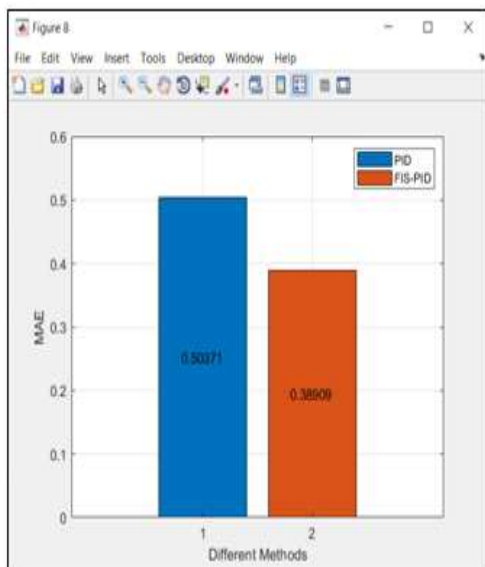 Figure 8
File Edit View Insert Tools Desktop Window Help
PID
FIS-PID
0.6
0.5
0.4
0.3
0.2
0.1
0
MAE
0.50371
0.38909
1 2
Different Methods